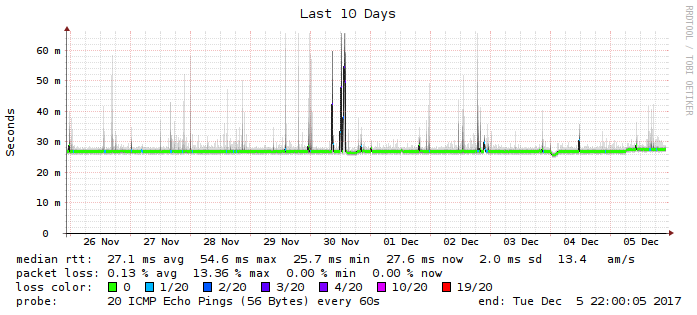 Last 10 Days
RRDTOOL / TOBI OETIKER
Seconds
60 m
50 m
40 m
30 m
20 m
10 m
0
26 Nov 27 Nov 28 Nov 29 Nov 30 Nov 01 Dec 02 Dec 03 Dec 04 Dec 05 Dec
median rtt: 27.1 ms avg 54.6 ms max 25.7 ms min 27.6 ms now 2.0 ms sd 13.4 am/s
packet loss: 0.13 % avg 13.36 % max 0.00 % min 0.00 % now
loss color: 0 1/20 2/20 3/20 4/20 10/20 19/20
probe: 20 ICMP Echo Pings (56 Bytes) every 60s end: Tue Dec 5 22:00:05 2017